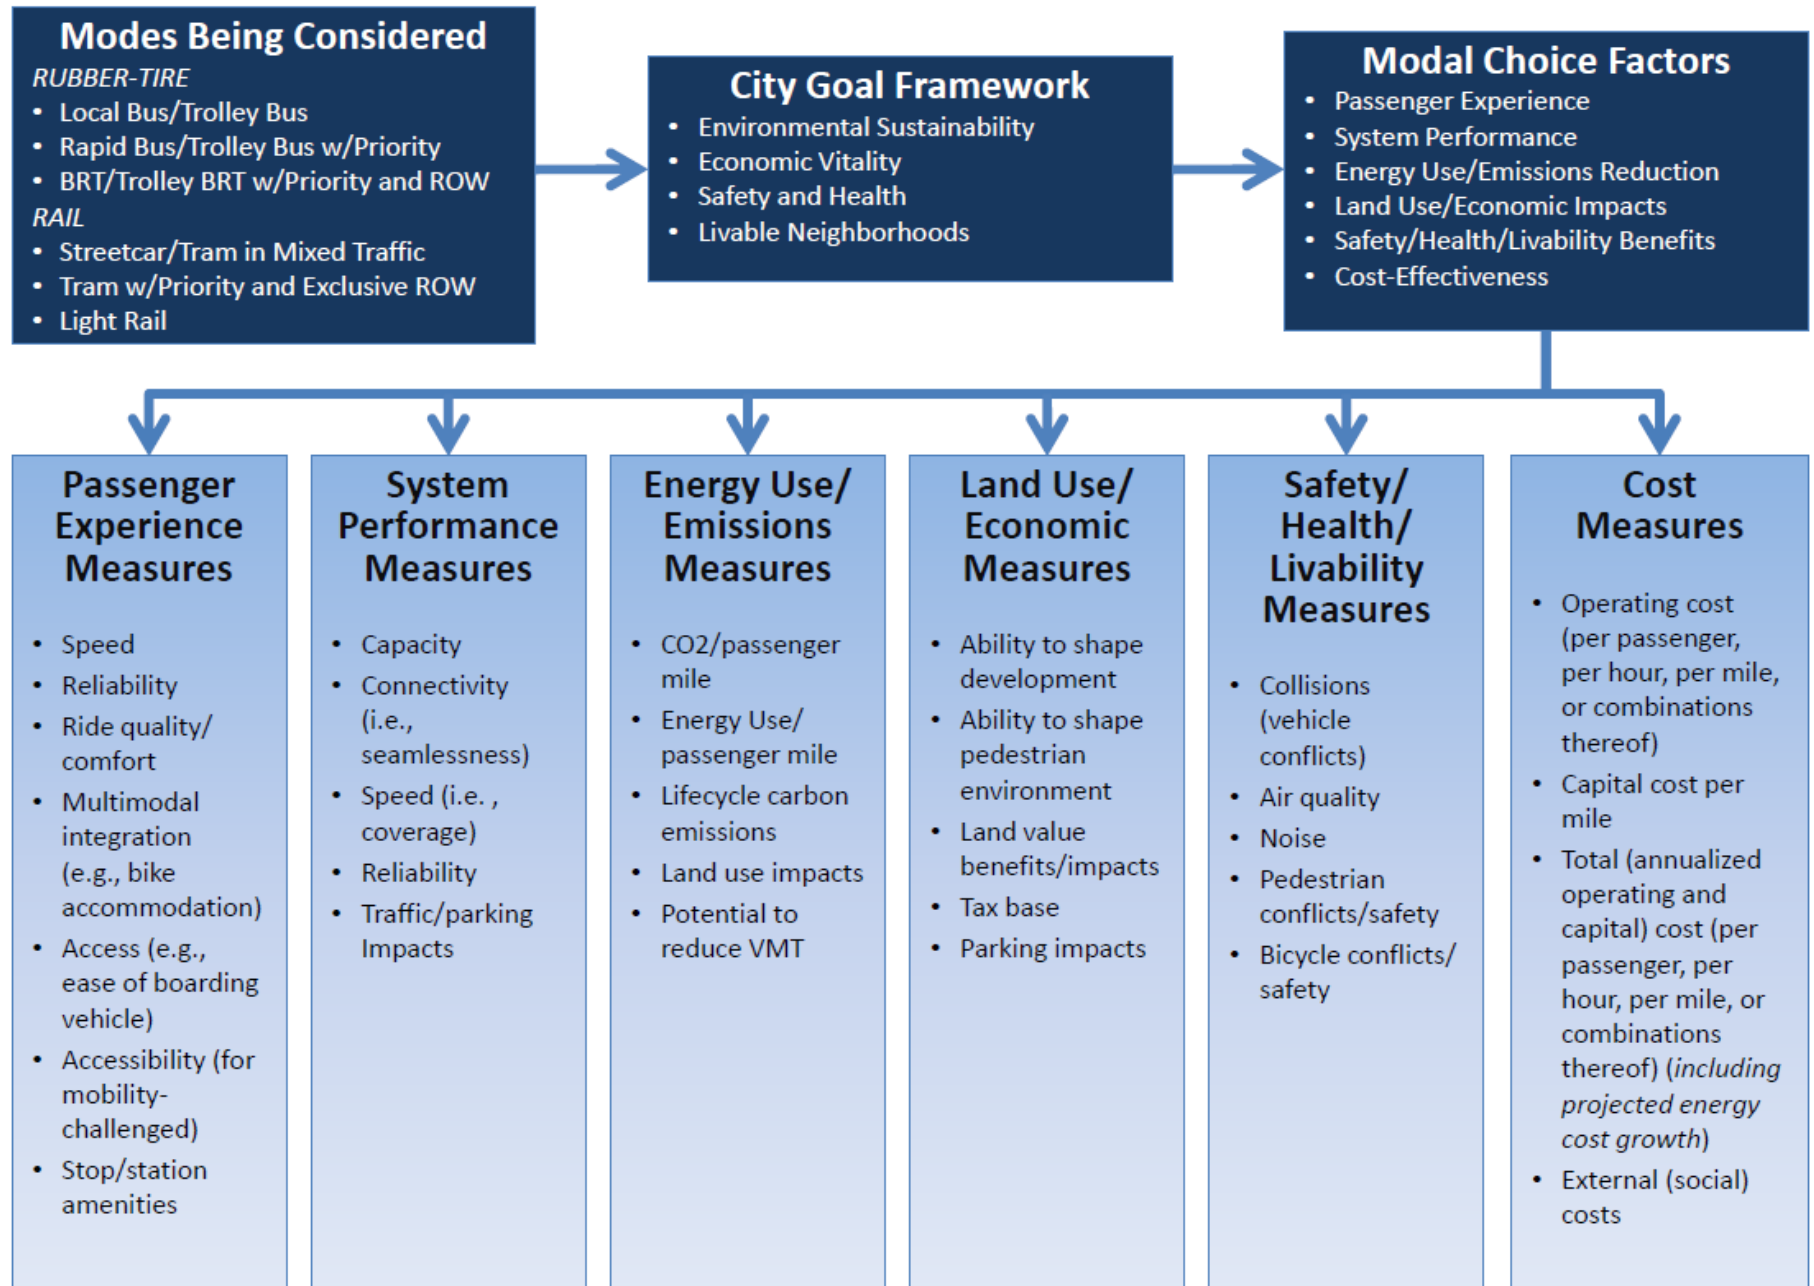 Modes Being Considered
RUBBER-TIRE
• Local Bus/Trolley Bus
• Rapid Bus/Trolley Bus w/Priority
• BRT/Trolley BRT w/Priority and ROW
RAIL
• Streetcar/Tram in Mixed Traffic
• Tram w/Priority and Exclusive ROW
• Light Rail
City Goal Framework
• Environmental Sustainability
• Economic Vitality
• Safety and Health
• Livable Neighborhoods
Modal Choice Factors
• Passenger Experience
• System Performance
• Energy Use/Emissions Reduction
• Land Use/Economic Impacts
• Safety/Health/Livability Benefits
• Cost-Effectiveness
Passenger
Experience
Measures
• Speed
• Reliability
• Ride quality/
comfort
• Multimodal
integration
(e.g., bike
accommodation)
• Access (e.g.,
ease of boarding
vehicle)
• Accessibility (for
mobility-
challenged)
• Stop/station
amenities
System
Performance
Measures
• Capacity
• Connectivity
(i.e.,
seamlessness)
• Speed (i.e. ,
coverage)
• Reliability
• Traffic/parking
Impacts
Energy Use/
Emissions
Measures
• CO2/passenger
mile
• Energy Use/
passenger mile
• Lifecycle carbon
emissions
• Land use impacts
• Potential to
reduce VMT
Land Use/
Economic
Measures
• Ability to shape
development
• Ability to shape
pedestrian
environment
• Land value
benefits/impacts
• Tax base
• Parking impacts
Safety/
Health/
Livability
Measures
• Collisions
(vehicle
conflicts)
• Air quality
• Noise
• Pedestrian
conflicts/safety
• Bicycle conflicts/
safety
Cost
Measures
• Operating cost
(per passenger,
per hour, per mile,
or combinations
thereof)
• Capital cost per
mile
• Total (annualized
operating and
capital) cost (per
passenger, per
hour, per mile, or
combinations
thereof) (including
projected energy
cost growth)
• External (social)
costs